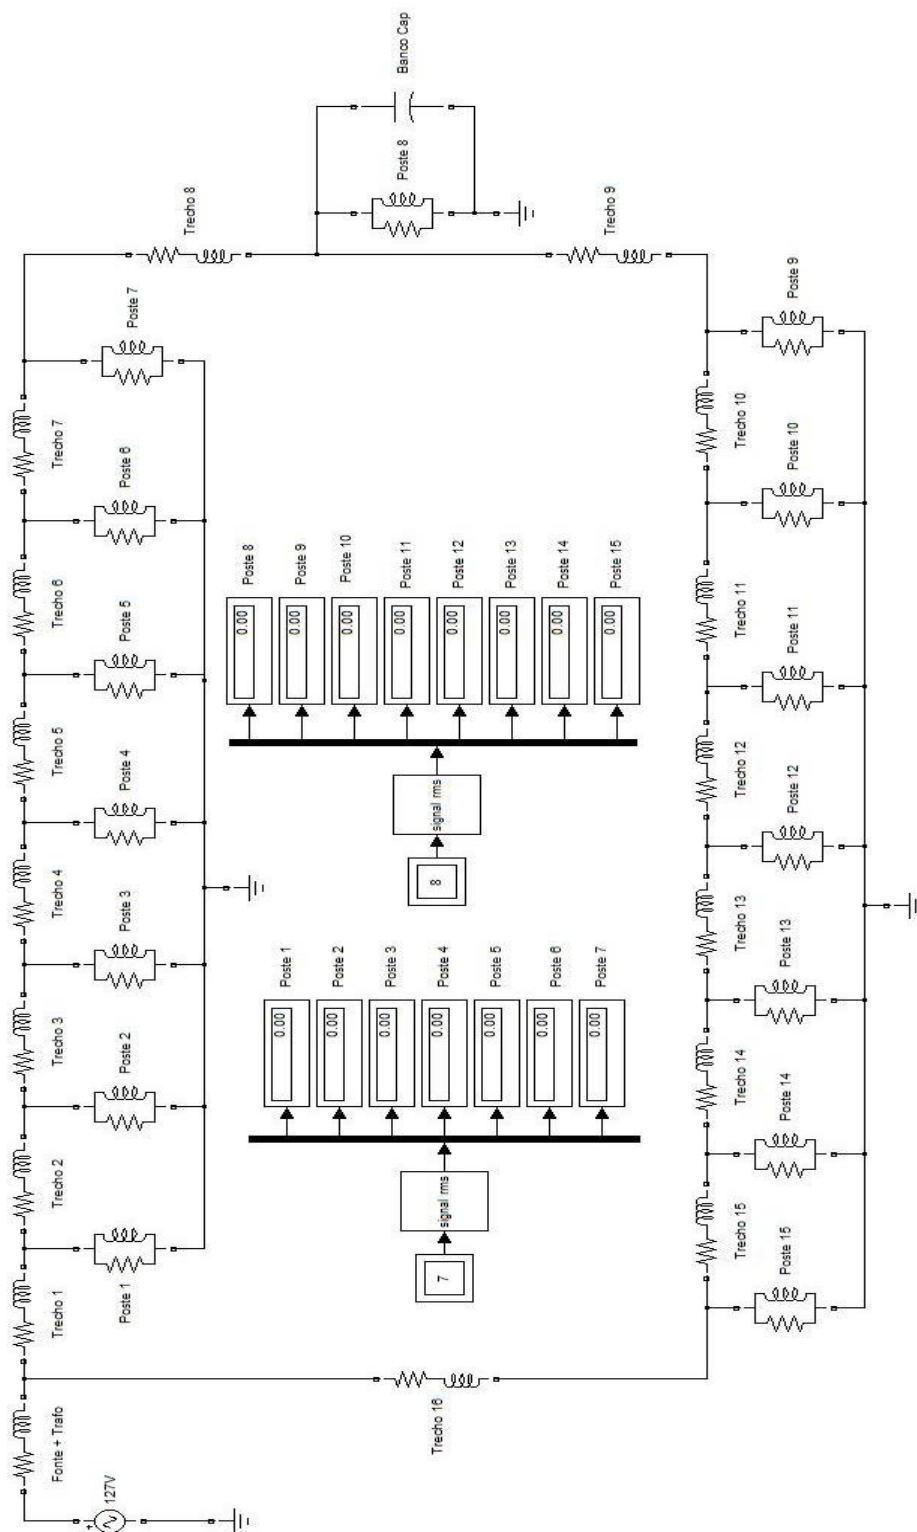 Fonte + Trafo
127V
Trecho 1
Trecho 2
Trecho 3
Trecho 4
Trecho 5
Trecho 6
Trecho 7
Poste 1
Poste 2
Poste 3
Poste 4
Poste 5
Poste 6
Poste 7
Trecho 8
Poste 8
Banco Cap
Trecho 9
7
signal rms
0.00
Poste 1
0.00
Poste 2
0.00
Poste 3
0.00
Poste 4
0.00
Poste 5
0.00
Poste 6
0.00
Poste 7
8
signal rms
0.00
Poste 8
0.00
Poste 9
0.00
Poste 10
0.00
Poste 11
0.00
Poste 12
0.00
Poste 13
0.00
Poste 14
0.00
Poste 15
Trecho 16
Trecho 15
Trecho 14
Trecho 13
Trecho 12
Trecho 11
Trecho 10
Poste 15
Poste 14
Poste 13
Poste 12
Poste 11
Poste 10
Poste 9